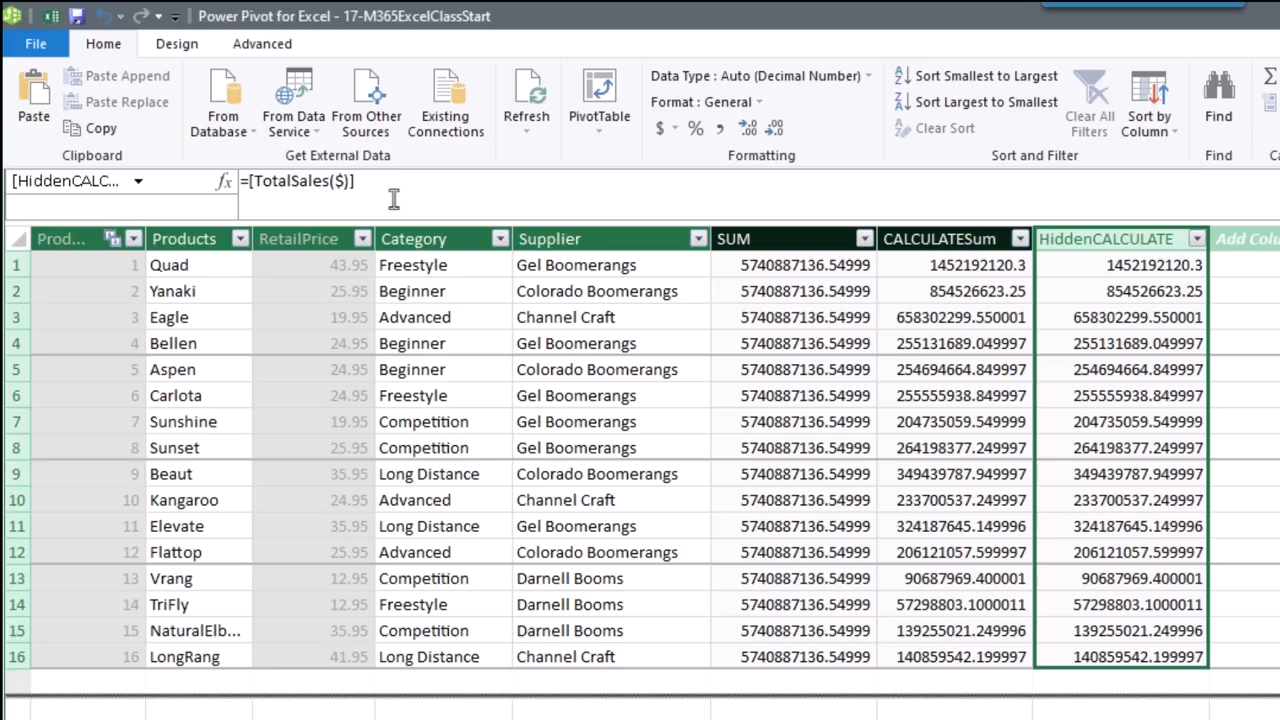 Power Pivot for Excel - 17-M365ExcelClassStart
File Home Design Advanced
Paste
Paste Append
Paste Replace
Copy
Clipboard
From Database
From Data Service
From Other Sources
Existing Connections
Get External Data
Refresh
PivotTable
Data Type : Auto (Decimal Number)
Format : General
$ % , .00 .00
Formatting
Sort Smallest to Largest
Sort Largest to Smallest
Clear Sort
Clear All Filters
Sort by Column
Sort and Filter
Find
Find
[HiddenCALC... fx =[TotalSales($)]
Prod... Products RetailPrice Category Supplier SUM CALCULATESum HiddenCALCULATE Add Colu
1 1 Quad 43.95 Freestyle Gel Boomerangs 5740887136.54999 1452192120.3 1452192120.3
2 2 Yanaki 25.95 Beginner Colorado Boomerangs 5740887136.54999 854526623.25 854526623.25
3 3 Eagle 19.95 Advanced Channel Craft 5740887136.54999 658302299.550001 658302299.550001
4 4 Bellen 24.95 Beginner Gel Boomerangs 5740887136.54999 255131689.049997 255131689.049997
5 5 Aspen 24.95 Beginner Colorado Boomerangs 5740887136.54999 254694664.849997 254694664.849997
6 6 Carlota 24.95 Freestyle Gel Boomerangs 5740887136.54999 255555938.849997 255555938.849997
7 7 Sunshine 19.95 Competition Gel Boomerangs 5740887136.54999 204735059.549999 204735059.549999
8 8 Sunset 25.95 Competition Gel Boomerangs 5740887136.54999 264198377.249997 264198377.249997
9 9 Beaut 35.95 Long Distance Colorado Boomerangs 5740887136.54999 349439787.949997 349439787.949997
10 10 Kangaroo 24.95 Advanced Channel Craft 5740887136.54999 233700537.249997 233700537.249997
11 11 Elevate 35.95 Long Distance Gel Boomerangs 5740887136.54999 324187645.149996 324187645.149996
12 12 Flattop 25.95 Advanced Colorado Boomerangs 5740887136.54999 206121057.599997 206121057.599997
13 13 Vrang 12.95 Competition Darnell Booms 5740887136.54999 90687969.400001 90687969.400001
14 14 TriFly 12.95 Freestyle Darnell Booms 5740887136.54999 57298803.1000011 57298803.1000011
15 15 NaturalElb... 35.95 Competition Darnell Booms 5740887136.54999 139255021.249996 139255021.249996
16 16 LongRang 41.95 Long Distance Channel Craft 5740887136.54999 140859542.199997 140859542.199997